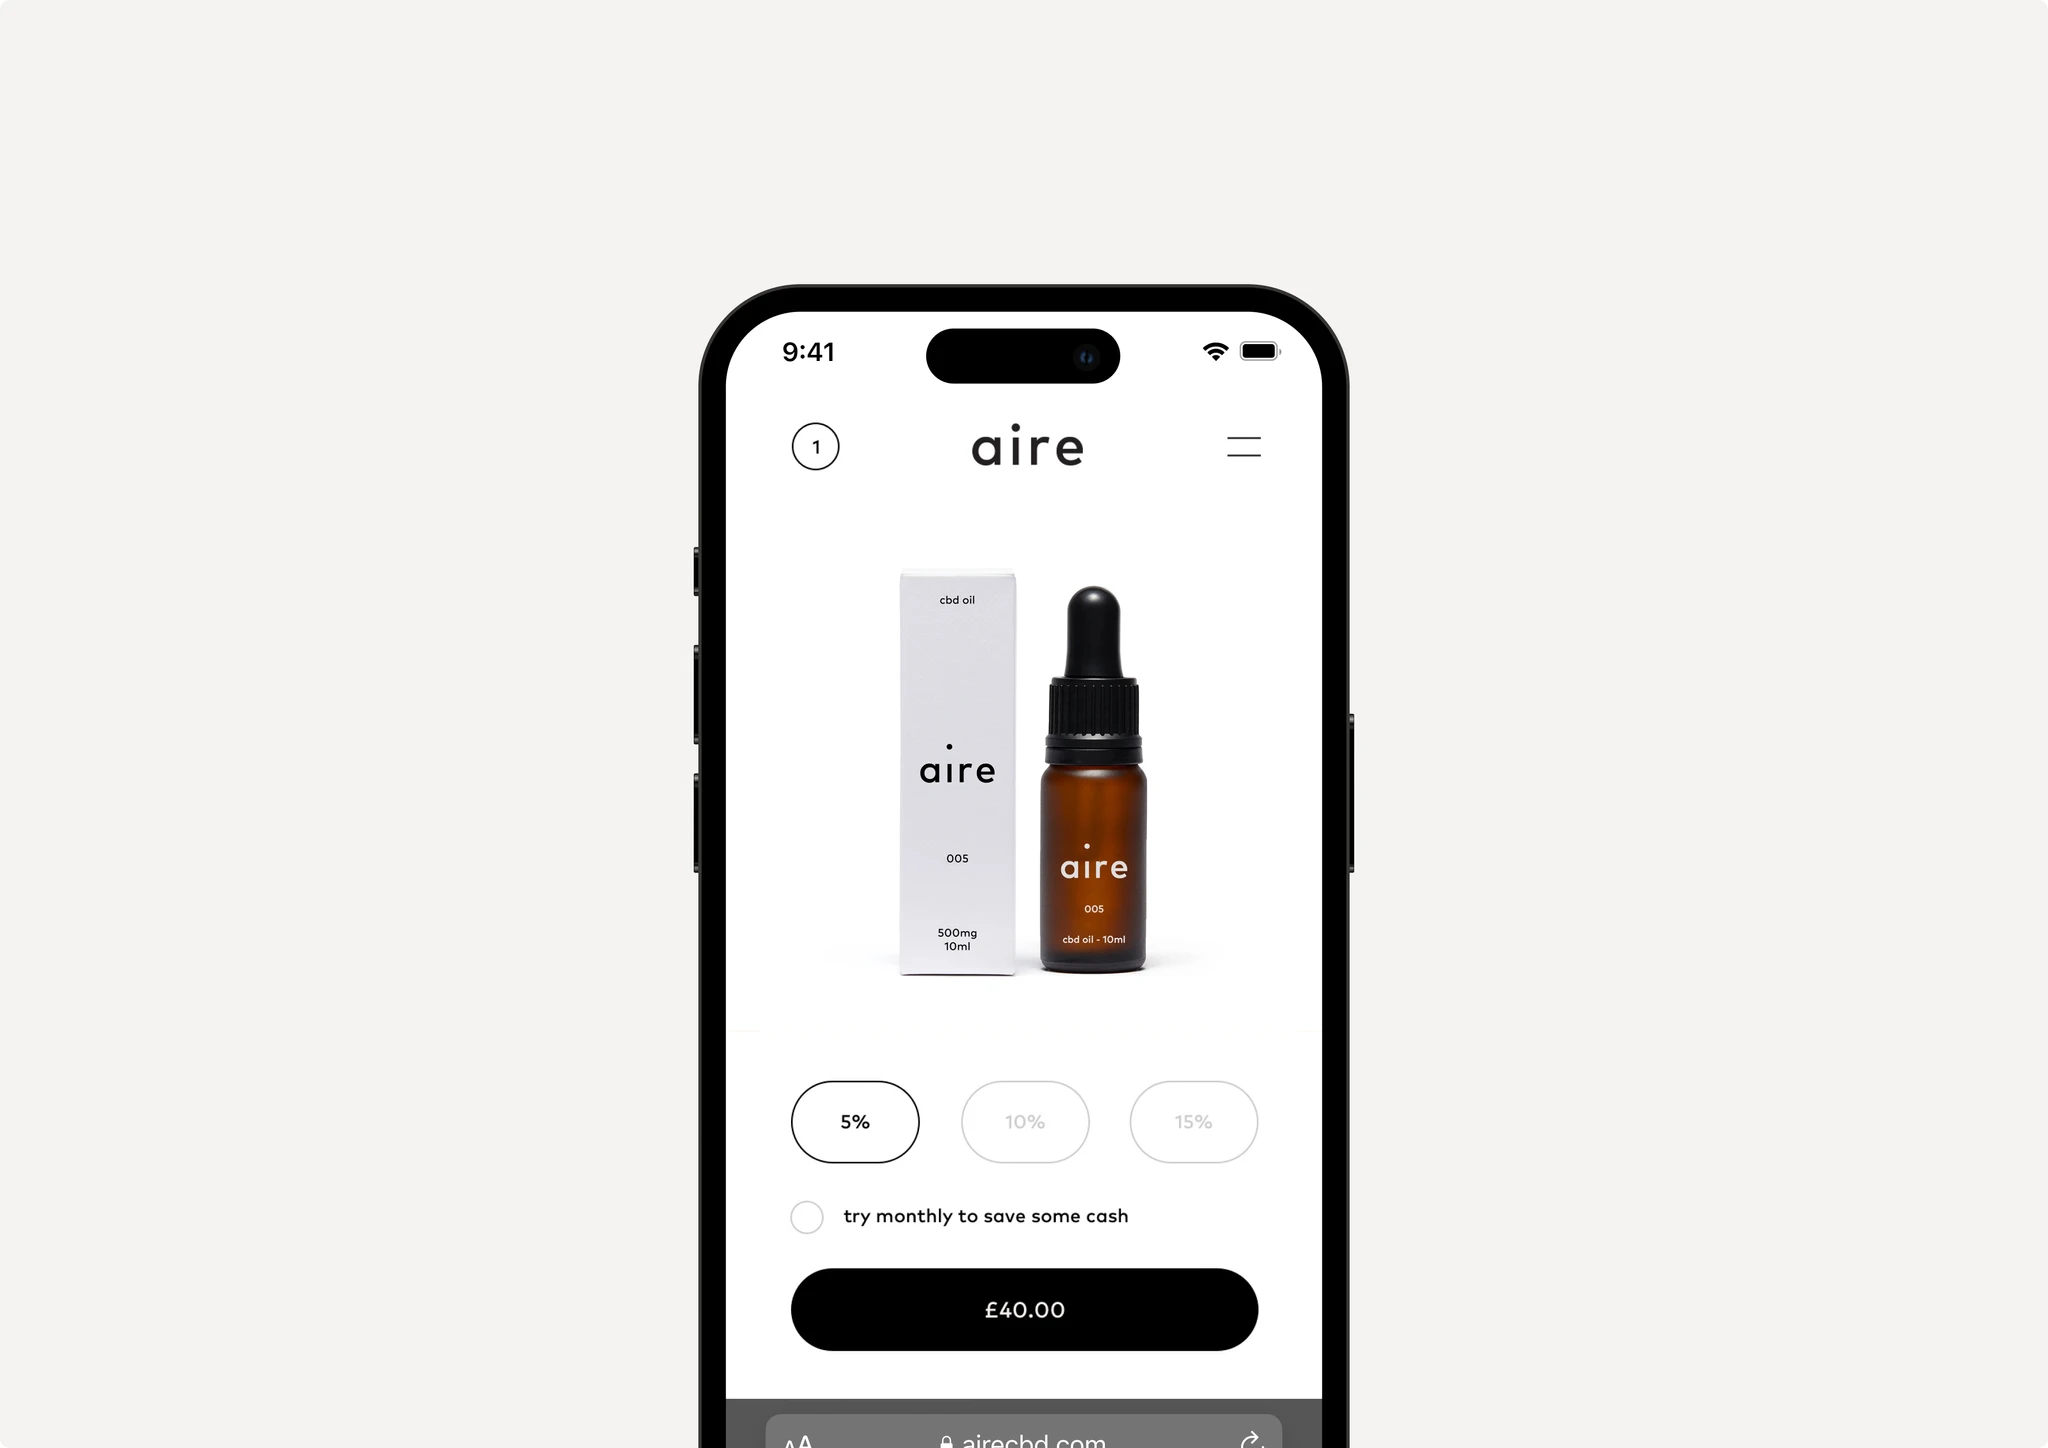 9:41
1
aire
cbd oil
aire
005
500mg
10ml
aire
005
cbd oil - 10ml
5%
10%
15%
try monthly to save some cash
£40.00
AA
airecbd.com